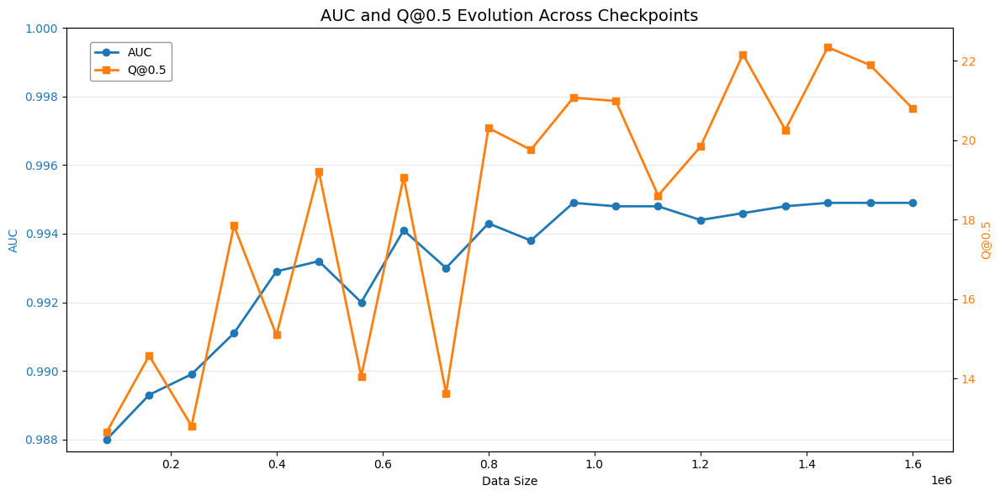 AUC and Q@0.5 Evolution Across Checkpoints
AUC
Q@0.5
1.000
0.998
0.996
0.994
0.992
0.990
0.988
AUC
22
20
18
16
14
Q@0.5
0.2 0.4 0.6 0.8 1.0 1.2 1.4 1.6
1e6
Data Size